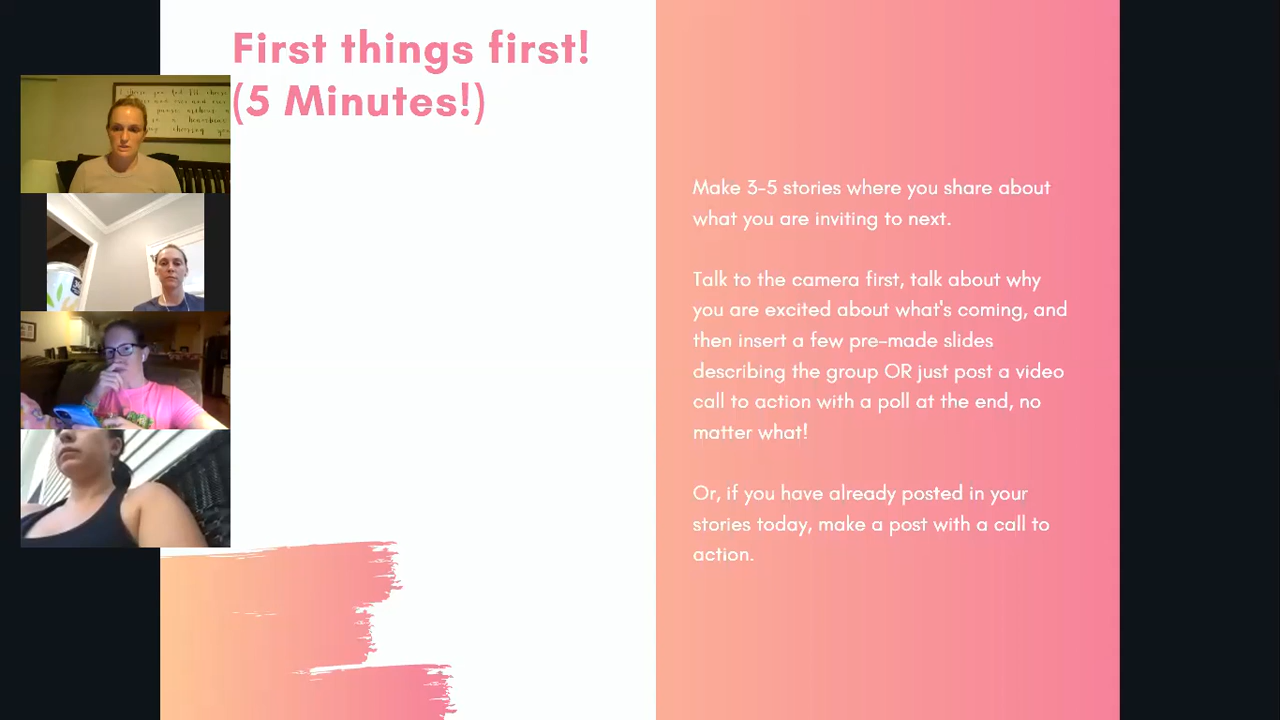 First things first!
(5 Minutes!)
Make 3-5 stories where you share about
what you are inviting to next.
Talk to the camera first, talk about why
you are excited about what's coming, and
then insert a few pre-made slides
describing the group OR just post a video
call to action with a poll at the end, no
matter what!
Or, if you have already posted in your
stories today, make a post with a call to
action.